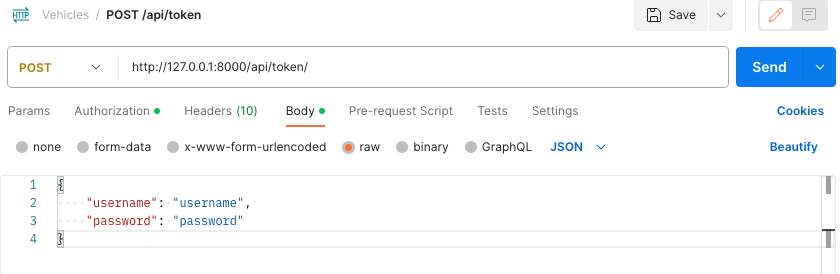 HTTP Vehicles / POST /api/token Save
POST http://127.0.0.1:8000/api/token/ Send
Params Authorization Headers (10) Body Pre-request Script Tests Settings Cookies
none form-data x-www-form-urlencoded raw binary GraphQL JSON Beautify
1 {
2 "username": "username",
3 "password": "password"
4 }